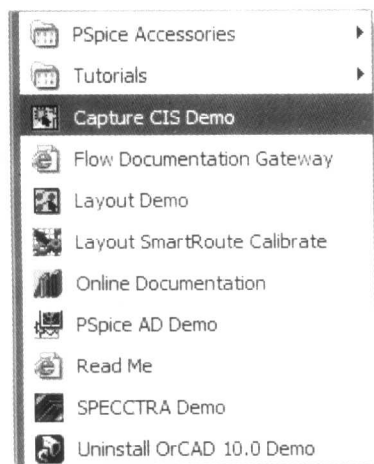 PSpice Accessories
Tutorials
Capture CIS Demo
Flow Documentation Gateway
Layout Demo
Layout SmartRoute Calibrate
Online Documentation
PSpice AD Demo
Read Me
SPECCTRA Demo
Uninstall OrCAD 10.0 Demo